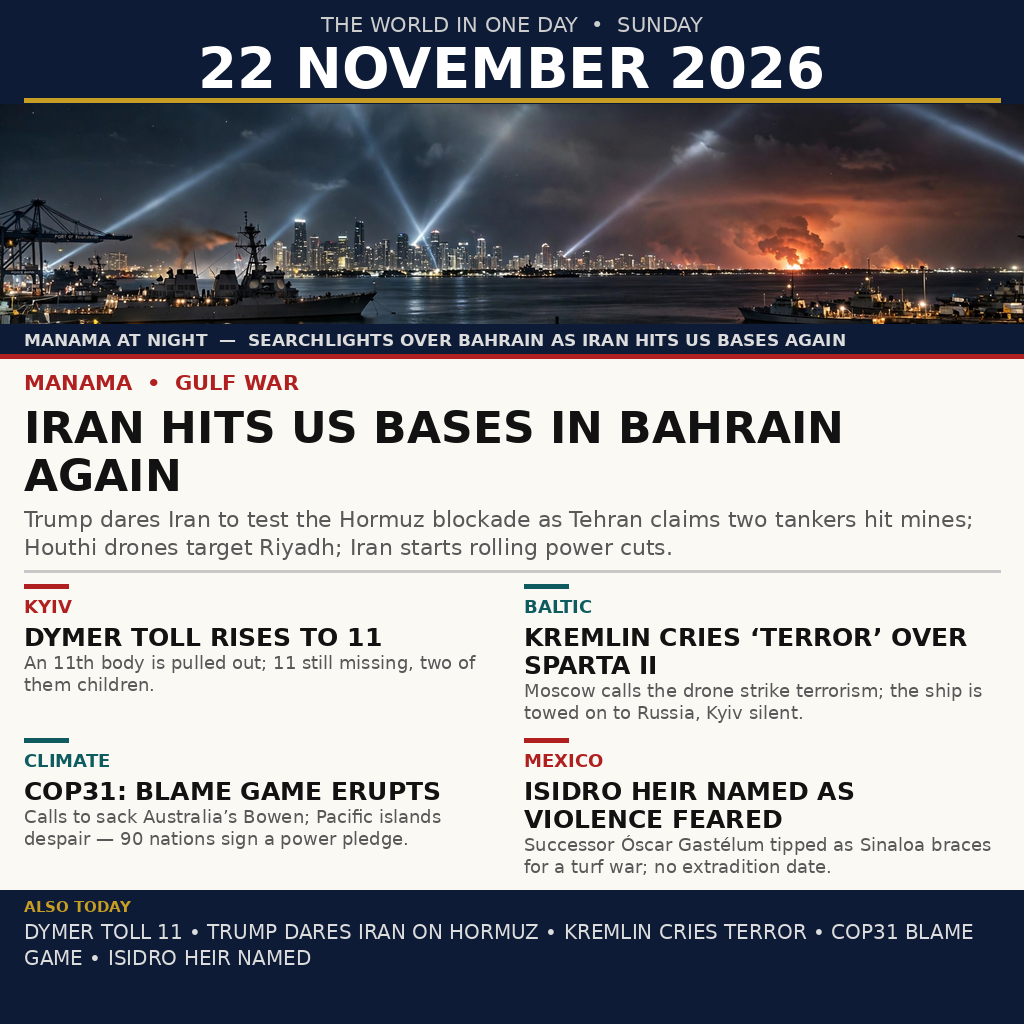 THE WORLD IN ONE DAY • SUNDAY
22 NOVEMBER 2026
MANAMA AT NIGHT — SEARCHLIGHTS OVER BAHRAIN AS IRAN HITS US BASES AGAIN
MANAMA • GULF WAR
IRAN HITS US BASES IN BAHRAIN
AGAIN
Trump dares Iran to test the Hormuz blockade as Tehran claims two tankers hit mines;
Houthi drones target Riyadh; Iran starts rolling power cuts.
KYIV
DYMER TOLL RISES TO 11
An 11th body is pulled out; 11 still missing, two of
them children.
BALTIC
KREMLIN CRIES ‘TERROR’ OVER
SPARTA II
Moscow calls the drone strike terrorism; the ship is
towed on to Russia, Kyiv silent.
CLIMATE
COP31: BLAME GAME ERUPTS
Calls to sack Australia’s Bowen; Pacific islands
despair — 90 nations sign a power pledge.
MEXICO
ISIDRO HEIR NAMED AS
VIOLENCE FEARED
Successor Óscar Gastélum tipped as Sinaloa braces
for a turf war; no extradition date.
ALSO TODAY
DYMER TOLL 11 • TRUMP DARES IRAN ON HORMUZ • KREMLIN CRIES TERROR • COP31 BLAME
GAME • ISIDRO HEIR NAMED